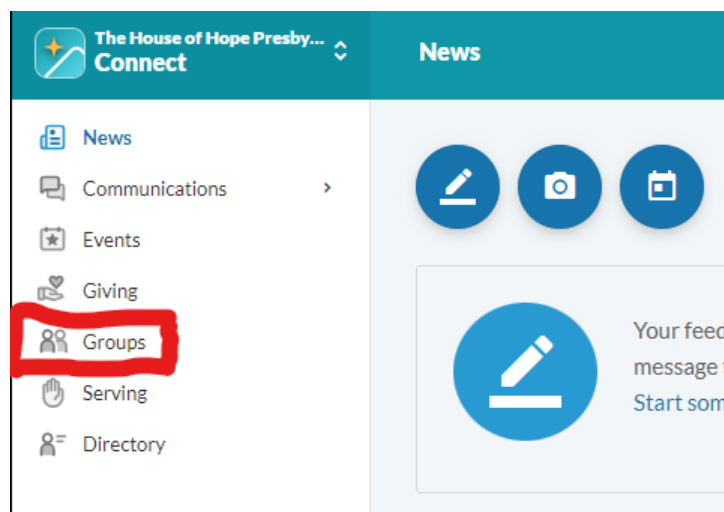 The House of Hope Presby...
Connect
News
News
Communications
Events
Giving
Groups
Serving
Directory
Your feed
message
Start som